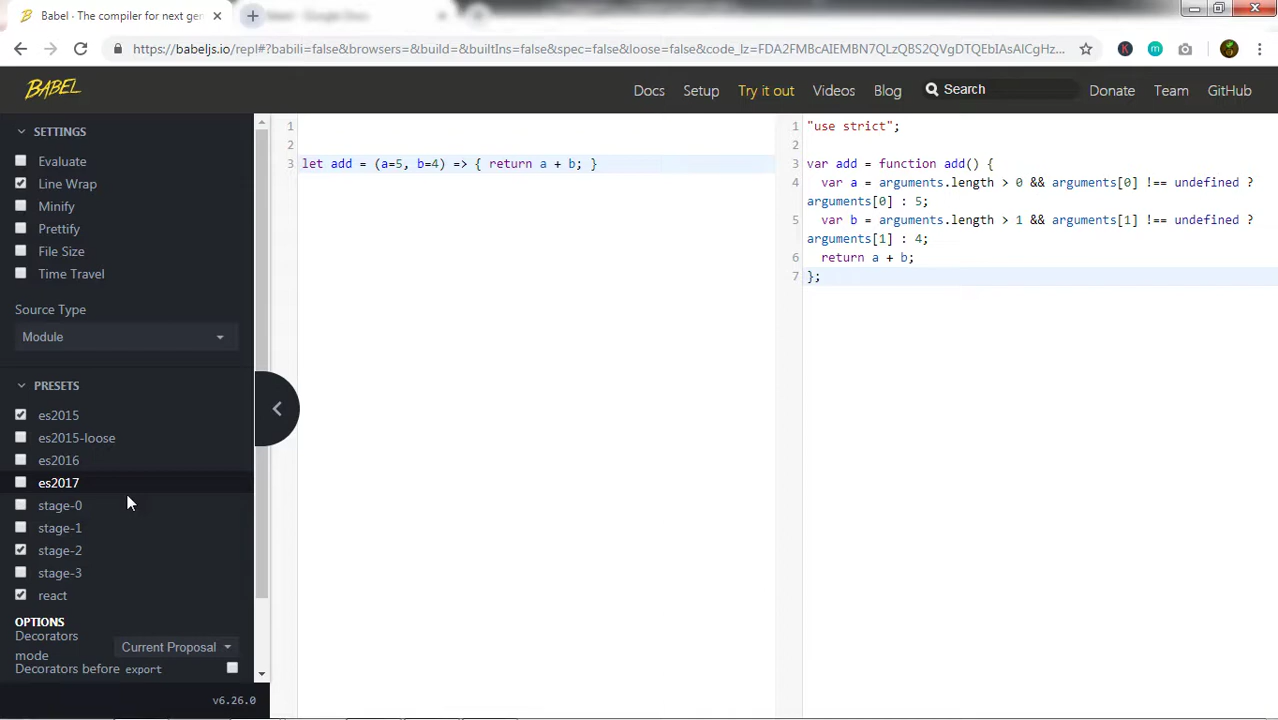 Babel - The compiler for next ger
Babel - Google Docs
https://babeljs.io/repl#?babili=false&browsers=&build=&builtIns=false&spec=false&loose=false&code_lz=FDA2FMBcAIEMBN7QLzQBS2QVgDTQEbIAsAlCgHz...
BABEL
Docs
Setup
Try it out
Videos
Blog
Search
Donate
Team
GitHub
SETTINGS
Evaluate
Line Wrap
Minify
Prettify
File Size
Time Travel
Source Type
Module
PRESETS
es2015
es2015-loose
es2016
es2017
stage-0
stage-1
stage-2
stage-3
react
OPTIONS
Decorators
mode
Current Proposal
Decorators before export
v6.26.0
1
2
3 let add = (a=5, b=4) => { return a + b; }
1 "use strict";
2
3 var add = function add() {
4 var a = arguments.length > 0 && arguments[0] !== undefined ?
arguments[0] : 5;
5 var b = arguments.length > 1 && arguments[1] !== undefined ?
arguments[1] : 4;
6 return a + b;
7 };